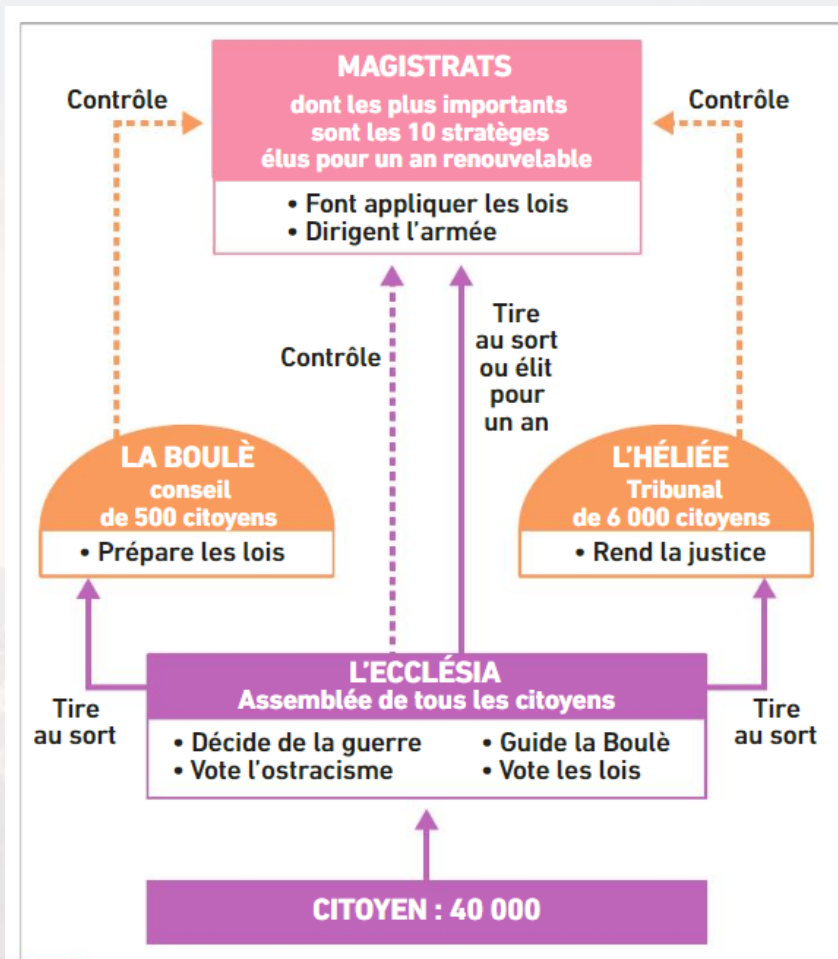 MAGISTRATS
dont les plus importants
sont les 10 stratèges
élus pour un an renouvelable
• Font appliquer les lois
• Dirigent l'armée
Contrôle
Contrôle
Contrôle
Tire
au sort
ou élit
pour
un an
LA BOULÈ
conseil
de 500 citoyens
• Prépare les lois
L'HÉLIÉE
Tribunal
de 6 000 citoyens
• Rend la justice
Tire
au sort
L'ECCLÉSIA
Assemblée de tous les citoyens
• Décide de la guerre
• Vote l'ostracisme
• Guide la Boulè
• Vote les lois
Tire
au sort
CITOYEN : 40 000